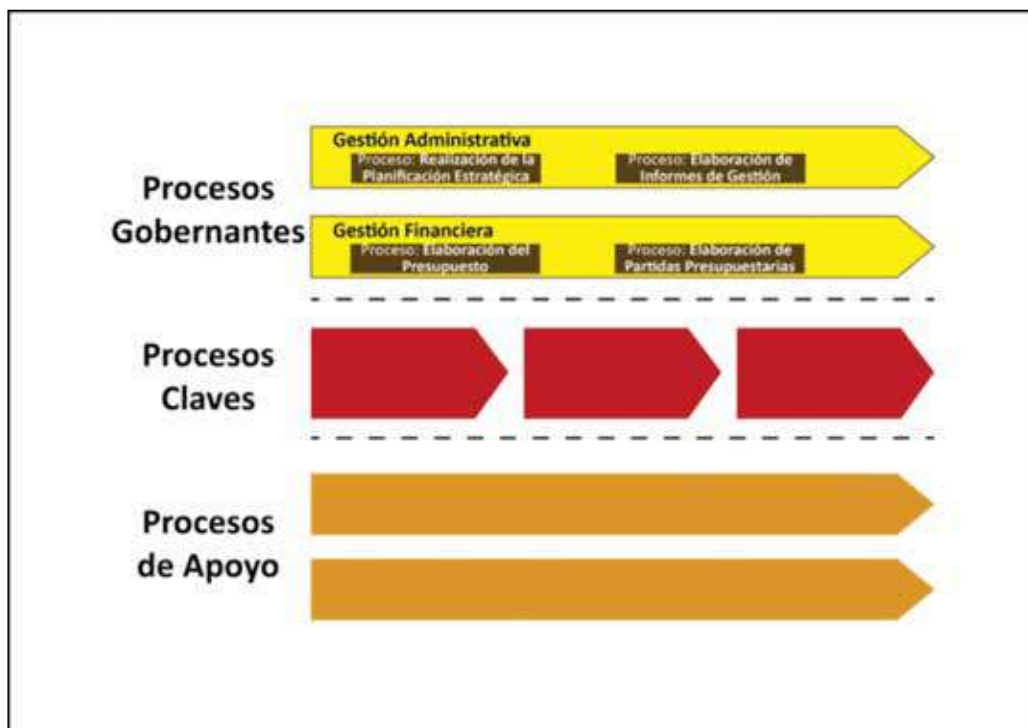 Procesos
Gobernantes
Gestión Administrativa
Proceso: Realización de la
Planificación Estratégica
Proceso: Elaboración de
Informes de Gestión
Gestión Financiera
Proceso: Elaboración del
Presupuesto
Proceso: Elaboración de
Partidas Presupuestarias
Procesos
Claves
Procesos
de Apoyo